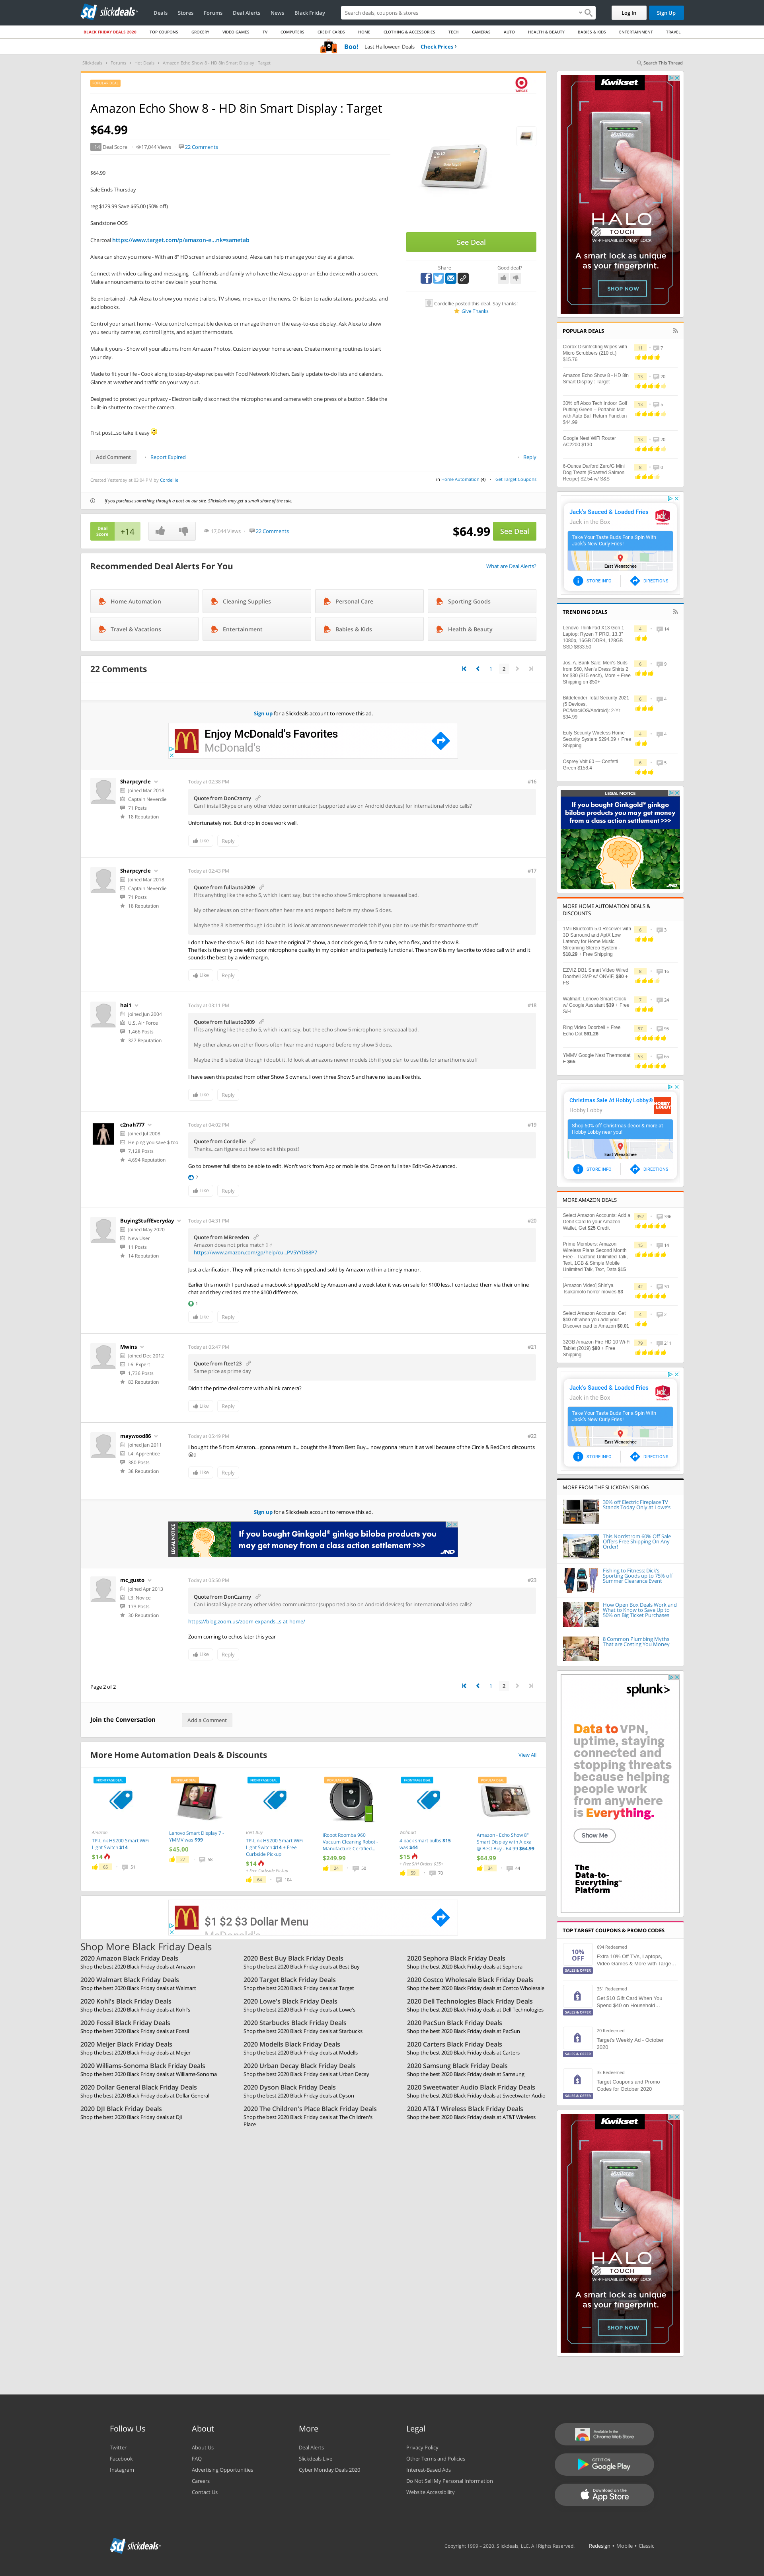 slickdeals
Deals Stores Forums Deal Alerts News Black Friday
Search deals, coupons & stores
Log In
Sign Up
BLACK FRIDAY DEALS 2020 TOP COUPONS GROCERY VIDEO GAMES TV COMPUTERS CREDIT CARDS HOME CLOTHING & ACCESSORIES TECH CAMERAS AUTO HEALTH & BEAUTY BABIES & KIDS ENTERTAINMENT TRAVEL
Boo! Last Halloween Deals Check Prices
Slickdeals Forums Hot Deals Amazon Echo Show 8 - HD 8in Smart Display : Target
Search This Thread
Amazon Echo Show 8 - HD 8in Smart Display : Target
$64.99
+14 Deal Score 17,044 Views 22 Comments
$64.99
Sale Ends Thursday
reg $129.99 Save $65.00 (50% off)
Sandstone OOS
Charcoal https://www.target.com/p/amazon-e...nk=sametab
Alexa can show you more - With an 8" HD screen and stereo sound, Alexa can help manage your day at a glance.
Connect with video calling and messaging - Call friends and family who have the Alexa app or an Echo device with a screen.
Make announcements to other devices in your home.
Be entertained - Ask Alexa to show you movie trailers, TV shows, movies, or the news. Or listen to radio stations, podcasts, and
audiobooks.
Control your smart home - Voice control compatible devices or manage them on the easy-to-use display. Ask Alexa to show
you security cameras, control lights, and adjust thermostats.
Make it yours - Show off your albums from Amazon Photos. Customize your home screen. Create morning routines to start
your day.
Made to fit your life - Cook along to step-by-step recipes with Food Network Kitchen. Easily update to-do lists and calendars.
Glance at weather and traffic on your way out.
Designed to protect your privacy - Electronically disconnect the microphones and camera with one press of a button. Slide the
built-in shutter to cover the camera.
First post...so take it easy
Add Comment Report Expired Reply
See Deal
Share Good deal?
Cordellie posted this deal. Say thanks!
Give Thanks
Created Yesterday at 03:04 PM by Cordellie
in Home Automation (4) Get Target Coupons
If you purchase something through a post on our site, Slickdeals may get a small share of the sale.
Deal Score +14 17,044 Views 22 Comments $64.99 See Deal
Recommended Deal Alerts For You
What are Deal Alerts?
Home Automation Cleaning Supplies Personal Care Sporting Goods
Travel & Vacations Entertainment Babies & Kids Health & Beauty
22 Comments
1 2
Sign up for a Slickdeals account to remove this ad.
Enjoy McDonald's Favorites
McDonald's
Sharpcyrcle
Joined Mar 2018
Captain Neverdie
71 Posts
18 Reputation
Today at 02:38 PM #16
Quote from DonCzarny
Can I install Skype or any other video communicator (supported also on Android devices) for international video calls?
Unfortunately not. But drop in does work well.
Like Reply
Sharpcyrcle
Joined Mar 2018
Captain Neverdie
71 Posts
18 Reputation
Today at 02:43 PM #17
Quote from fullauto2009
If its anyhting like the echo 5, which i cant say, but the echo show 5 microphone is reaaaaal bad.
My other alexas on other floors often hear me and respond before my show 5 does.
Maybe the 8 is better though i doubt it. Id look at amazons newer models tbh if you plan to use this for smarthome stuff
I don't have the show 5. But I do have the original 7" show, a dot clock gen 4, fire tv cube, echo flex, and the show 8.
The flex is the only one with poor microphone quality in my opinion and its perfectly functional. The show 8 is my favorite to video call with and it
sounds the best by a wide margin.
Like Reply
hai1
Joined Jun 2004
U.S. Air Force
1,466 Posts
327 Reputation
Today at 03:11 PM #18
Quote from fullauto2009
If its anyhting like the echo 5, which i cant say, but the echo show 5 microphone is reaaaaal bad.
My other alexas on other floors often hear me and respond before my show 5 does.
Maybe the 8 is better though i doubt it. Id look at amazons newer models tbh if you plan to use this for smarthome stuff
I have seen this posted from other Show 5 owners. I own three Show 5 and have no issues like this.
Like Reply
c2nah777
Joined Jul 2008
Helping you save $ too
7,128 Posts
4,694 Reputation
Today at 04:02 PM #19
Quote from Cordellie
Thanks...can figure out how to edit this post!
Go to browser full site to be able to edit. Won't work from App or mobile site. Once on full site> Edit>Go Advanced.
2
Like Reply
BuyingStuffEveryday
Joined May 2020
New User
11 Posts
14 Reputation
Today at 04:31 PM #20
Quote from MBreeden
Amazon does not price match
https://www.amazon.com/gp/help/cu...PV5YYDBBP7
Just a clarification. They will price match items shipped and sold by Amazon with in a timely manor.
Earlier this month I purchased a macbook shipped/sold by Amazon and a week later it was on sale for $100 less. I contacted them via their online
chat and they credited me the $100 difference.
1
Like Reply
Mwins
Joined Dec 2012
L6: Expert
1,736 Posts
83 Reputation
Today at 05:47 PM #21
Quote from ftee123
Same price as prime day
Didn't the prime deal come with a blink camera?
Like Reply
maywood86
Joined Jan 2011
L4: Apprentice
380 Posts
38 Reputation
Today at 05:49 PM #22
I bought the 5 from Amazon... gonna return it... bought the 8 from Best Buy... now gonna return it as well because of the Circle & RedCard discounts
Like Reply
Sign up for a Slickdeals account to remove this ad.
LEGAL NOTICE
If you bought Ginkgold® ginkgo biloba products you
may get money from a class action settlement >>>
JND
mc_gusto
Joined Apr 2013
L3: Novice
173 Posts
30 Reputation
Today at 05:50 PM #23
Quote from DonCzarny
Can I install Skype or any other video communicator (supported also on Android devices) for international video calls?
https://blog.zoom.us/zoom-expands...s-at-home/
Zoom coming to echos later this year
Like Reply
Page 2 of 2 1 2
Join the Conversation Add a Comment
More Home Automation Deals & Discounts
View All
Amazon
TP-Link HS200 Smart WiFi
Light Switch $14
$14
65 51
Lenovo Smart Display 7 -
YMMV was $99
$45.00
27 58
Best Buy
TP-Link HS200 Smart WiFi
Light Switch $14 + Free
Curbside Pickup
$14
+ Free Curbside Pickup
64 104
iRobot Roomba 960
Vacuum Cleaning Robot -
Manufacture Certified...
$249.99
24 55
Walmart
4 pack smart bulbs $15
was $44
$15
+ Free S/H Orders $35+
59 70
Amazon - Echo Show 8"
Smart Display with Alexa
@ Best Buy - 64.99 $64.99
$64.99
34 44
$1 $2 $3 Dollar Menu
McDonald's
Shop More Black Friday Deals
2020 Amazon Black Friday Deals
Shop the best 2020 Black Friday deals at Amazon
2020 Best Buy Black Friday Deals
Shop the best 2020 Black Friday deals at Best Buy
2020 Sephora Black Friday Deals
Shop the best 2020 Black Friday deals at Sephora
2020 Walmart Black Friday Deals
Shop the best 2020 Black Friday deals at Walmart
2020 Target Black Friday Deals
Shop the best 2020 Black Friday deals at Target
2020 Costco Wholesale Black Friday Deals
Shop the best 2020 Black Friday deals at Costco Wholesale
2020 Kohl's Black Friday Deals
Shop the best 2020 Black Friday deals at Kohl's
2020 Lowe's Black Friday Deals
Shop the best 2020 Black Friday deals at Lowe's
2020 Dell Technologies Black Friday Deals
Shop the best 2020 Black Friday deals at Dell Technologies
2020 Fossil Black Friday Deals
Shop the best 2020 Black Friday deals at Fossil
2020 Starbucks Black Friday Deals
Shop the best 2020 Black Friday deals at Starbucks
2020 PacSun Black Friday Deals
Shop the best 2020 Black Friday deals at PacSun
2020 Meijer Black Friday Deals
Shop the best 2020 Black Friday deals at Meijer
2020 Modells Black Friday Deals
Shop the best 2020 Black Friday deals at Modells
2020 Carters Black Friday Deals
Shop the best 2020 Black Friday deals at Carters
2020 Williams-Sonoma Black Friday Deals
Shop the best 2020 Black Friday deals at Williams-Sonoma
2020 Urban Decay Black Friday Deals
Shop the best 2020 Black Friday deals at Urban Decay
2020 Samsung Black Friday Deals
Shop the best 2020 Black Friday deals at Samsung
2020 Dollar General Black Friday Deals
Shop the best 2020 Black Friday deals at Dollar General
2020 Dyson Black Friday Deals
Shop the best 2020 Black Friday deals at Dyson
2020 Sweetwater Audio Black Friday Deals
Shop the best 2020 Black Friday deals at Sweetwater Audio
2020 DJI Black Friday Deals
Shop the best 2020 Black Friday deals at DJI
2020 The Children's Place Black Friday Deals
Shop the best 2020 Black Friday deals at The Children's
Place
2020 AT&T Wireless Black Friday Deals
Shop the best 2020 Black Friday deals at AT&T Wireless
Kwikset
HALO
TOUCH
WI-FI-ENABLED SMART LOCK
A smart lock as unique
as your fingerprint.
SHOP NOW
POPULAR DEALS
Clorox Disinfecting Wipes with
Micro Scrubbers (210 ct.)
$15.76
11 7
Amazon Echo Show 8 - HD 8in
Smart Display : Target
13 20
30% off Abco Tech Indoor Golf
Putting Green – Portable Mat
with Auto Ball Return Function
$44.99
13 5
Google Nest WiFi Router
AC2200 $130
13 20
6-Ounce Darford Zero/G Mini
Dog Treats (Roasted Salmon
Recipe) $2.54 w/ S&S
8 0
Jack's Sauced & Loaded Fries
Jack in the Box
Take Your Taste Buds For a Spin With
Jack's New Curly Fries!
East Wenatchee
STORE INFO DIRECTIONS
TRENDING DEALS
Lenovo ThinkPad X13 Gen 1
Laptop: Ryzen 7 PRO, 13.3"
1080p, 16GB DDR4, 128GB
SSD $633.50
4 14
Jos. A. Bank Sale: Men's Suits
from $60, Men's Dress Shirts 2
for $30 ($15 each), More + Free
Shipping on $50+
6 9
Bitdefender Total Security 2021
(5 Devices,
PC/Mac/iOS/Android): 2-Yr
$34.99
6 4
Eufy Security Wireless Home
Security System $294.09 + Free
Shipping
4 4
Osprey Volt 60 — Confetti
Green $158.4
6 5
LEGAL NOTICE
If you bought Ginkgold® ginkgo
biloba products you may get money
from a class action settlement >>>
JND
MORE HOME AUTOMATION DEALS &
DISCOUNTS
1Mii Bluetooth 5.0 Receiver with
3D Surround and AptX Low
Latency for Home Music
Streaming Stereo System -
$18.29 + Free Shipping
6 3
EZVIZ DB1 Smart Video Wired
Doorbell 3MP w/ ONVIF. $80 +
FS
8 16
Walmart: Lenovo Smart Clock
w/ Google Assistant $39 + Free
S/H
7 24
Ring Video Doorbell + Free
Echo Dot $61.26
97 95
YMMV Google Nest Thermostat
E $65
53 65
Christmas Sale At Hobby Lobby®
Hobby Lobby
HOBBY LOBBY
Shop 50% off Christmas décor & more at
Hobby Lobby near you!
East Wenatchee
STORE INFO DIRECTIONS
MORE AMAZON DEALS
Select Amazon Accounts: Add a
Debit Card to your Amazon
Wallet, Get $25 Credit
352 396
Prime Members: Amazon
Wireless Plans Second Month
Free - Tracfone Unlimited Talk,
Text, 1GB & Simple Mobile
Unlimited Talk, Text, Data $15
15 14
[Amazon Video] Shin'ya
Tsukamoto horror movies $3
42 30
Select Amazon Accounts: Get
$10 off when you add your
Discover card to Amazon $0.01
4 2
32GB Amazon Fire HD 10 Wi-Fi
Tablet (2019) $80 + Free
Shipping
79 211
Jack's Sauced & Loaded Fries
Jack in the Box
Take Your Taste Buds For a Spin With
Jack's New Curly Fries!
East Wenatchee
STORE INFO DIRECTIONS
MORE FROM THE SLICKDEALS BLOG
30% off Electric Fireplace TV
Stands Today Only at Lowe's
This Nordstrom 60% Off Sale
Offers Free Shipping On Any
Order!
Fishing to Fitness: Dick's
Sporting Goods up to 75% off
Summer Clearance Event
How Open Box Deals Work and
What to Know to Save Up to
50% on Big Ticket Purchases
8 Common Plumbing Myths
That are Costing You Money
splunk>
Data to VPN,
uptime, staying
connected and
stopping threats
because helping
people work
from anywhere
is Everything.
Show Me
The
Data-to-
Everything™
Platform
TOP TARGET COUPONS & PROMO CODES
10%
OFF
SALES & OFFER
694 Redeemed
Extra 10% Off TVs, Laptops,
Video Games & More with Targe...
SALES & OFFER
351 Redeemed
Get $10 Gift Card When You
Spend $40 on Household...
SALES & OFFER
20 Redeemed
Target's Weekly Ad - October
2020
SALES & OFFER
3k Redeemed
Target Coupons and Promo
Codes for October 2020
Kwikset
HALO
TOUCH
WI-FI-ENABLED SMART LOCK
A smart lock as unique
as your fingerprint.
SHOP NOW
Follow Us
Twitter
Facebook
Instagram
About
About Us
FAQ
Advertising Opportunities
Careers
Contact Us
More
Deal Alerts
Slickdeals Live
Cyber Monday Deals 2020
Legal
Privacy Policy
Other Terms and Policies
Interest-Based Ads
Do Not Sell My Personal Information
Website Accessibility
Available in the
Chrome Web Store
GET IT ON
Google Play
Download on the
App Store
slickdeals
Copyright 1999 – 2020. Slickdeals, LLC. All Rights Reserved. Redesign • Mobile • Classic